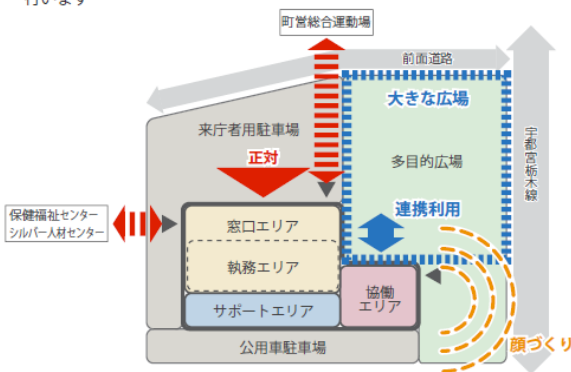 行います
町営総合運動場
前面道路
大きな広場
来庁者用駐車場
正対
多目的広場
宇都宮栃木線
保健福祉センター
シルバー人材センター
連携利用
窓口エリア
執務エリア
協働
エリア
サポートエリア
顔づくり
公用車駐車場